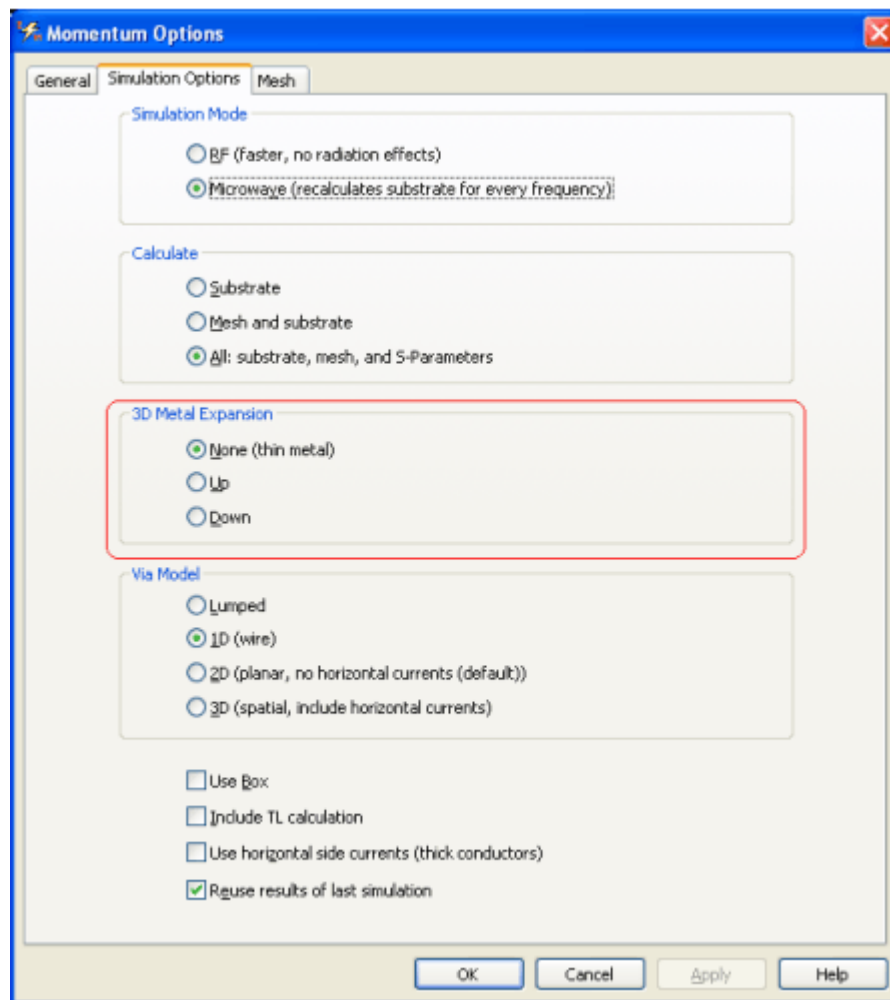 Momentum Options
General
Simulation Options
Mesh
Simulation Mode
RF (faster, no radiation effects)
Microwave (recalculates substrate for every frequency)
Calculate
Substrate
Mesh and substrate
All: substrate, mesh, and S-Parameters
3D Metal Expansion
None (thin metal)
Up
Down
Via Model
Lumped
1D (wire)
2D (planar, no horizontal currents (default))
3D (spatial, include horizontal currents)
Use Box
Include TL calculation
Use horizontal side currents (thick conductors)
Reuse results of last simulation
OK
Cancel
Apply
Help